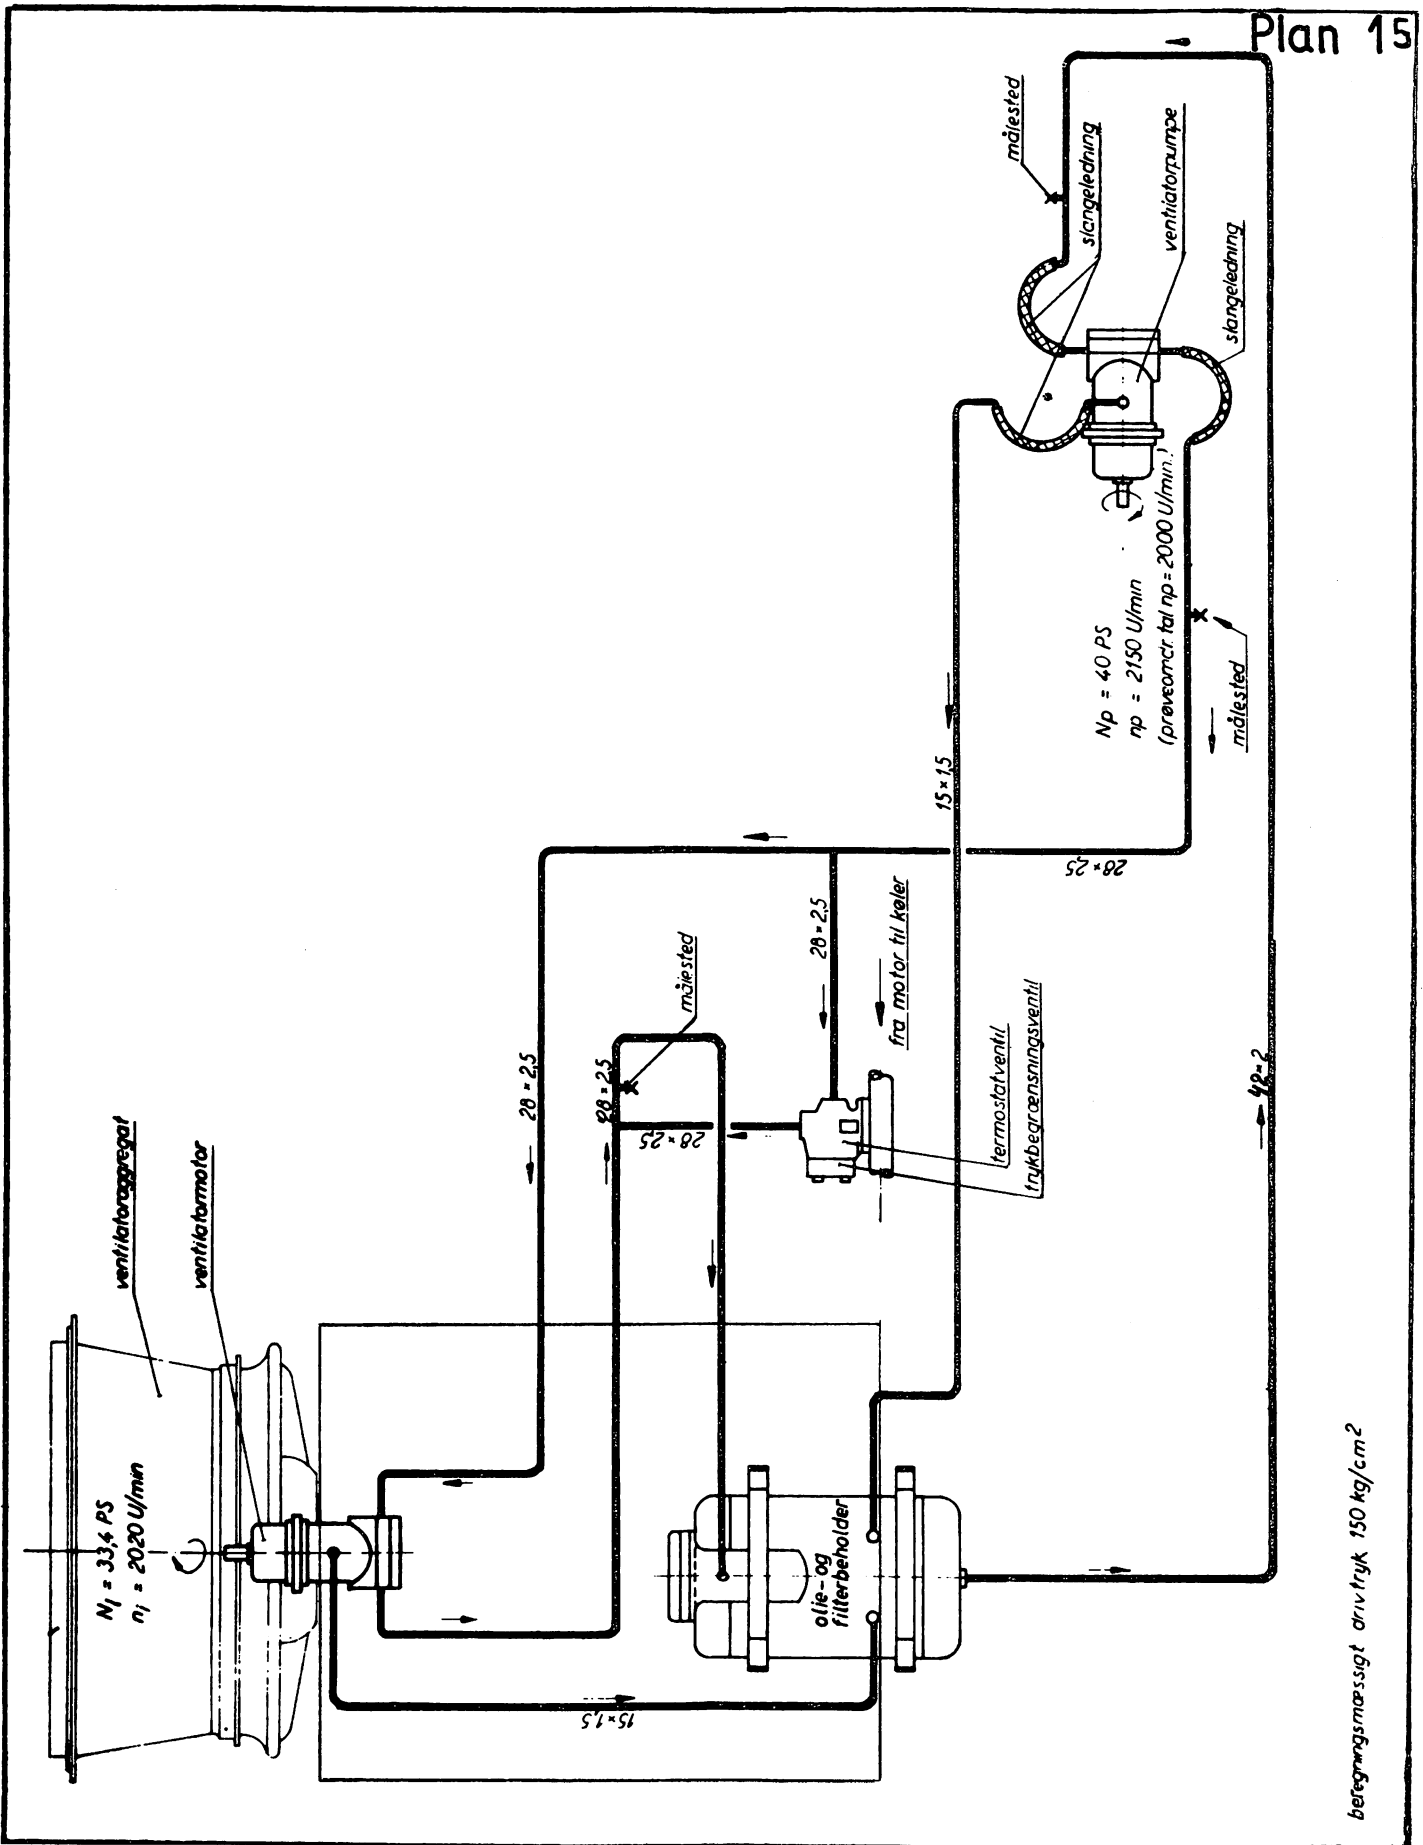 Plan 15
målested
slangeledning
ventilatorpumpe
slangeledning
Np = 40 PS
np = 2150 U/min
(prøveomdr. tal np = 2000 U/min.)
målested
15 × 1,5
28 × 2,5
28 × 2,5
fra motor til køler
målested
28 × 2,5
28 × 2,5
28 × 2,5
termostatventil
trykbegrænsningsventil
42 × 2
ventilatoraggregat
ventilatormotor
N₁ = 33,4 PS
n₁ = 2020 U/min
olie- og
filterbeholder
15 × 1,5
beregningsmæssigt drivtryk 150 kg/cm²